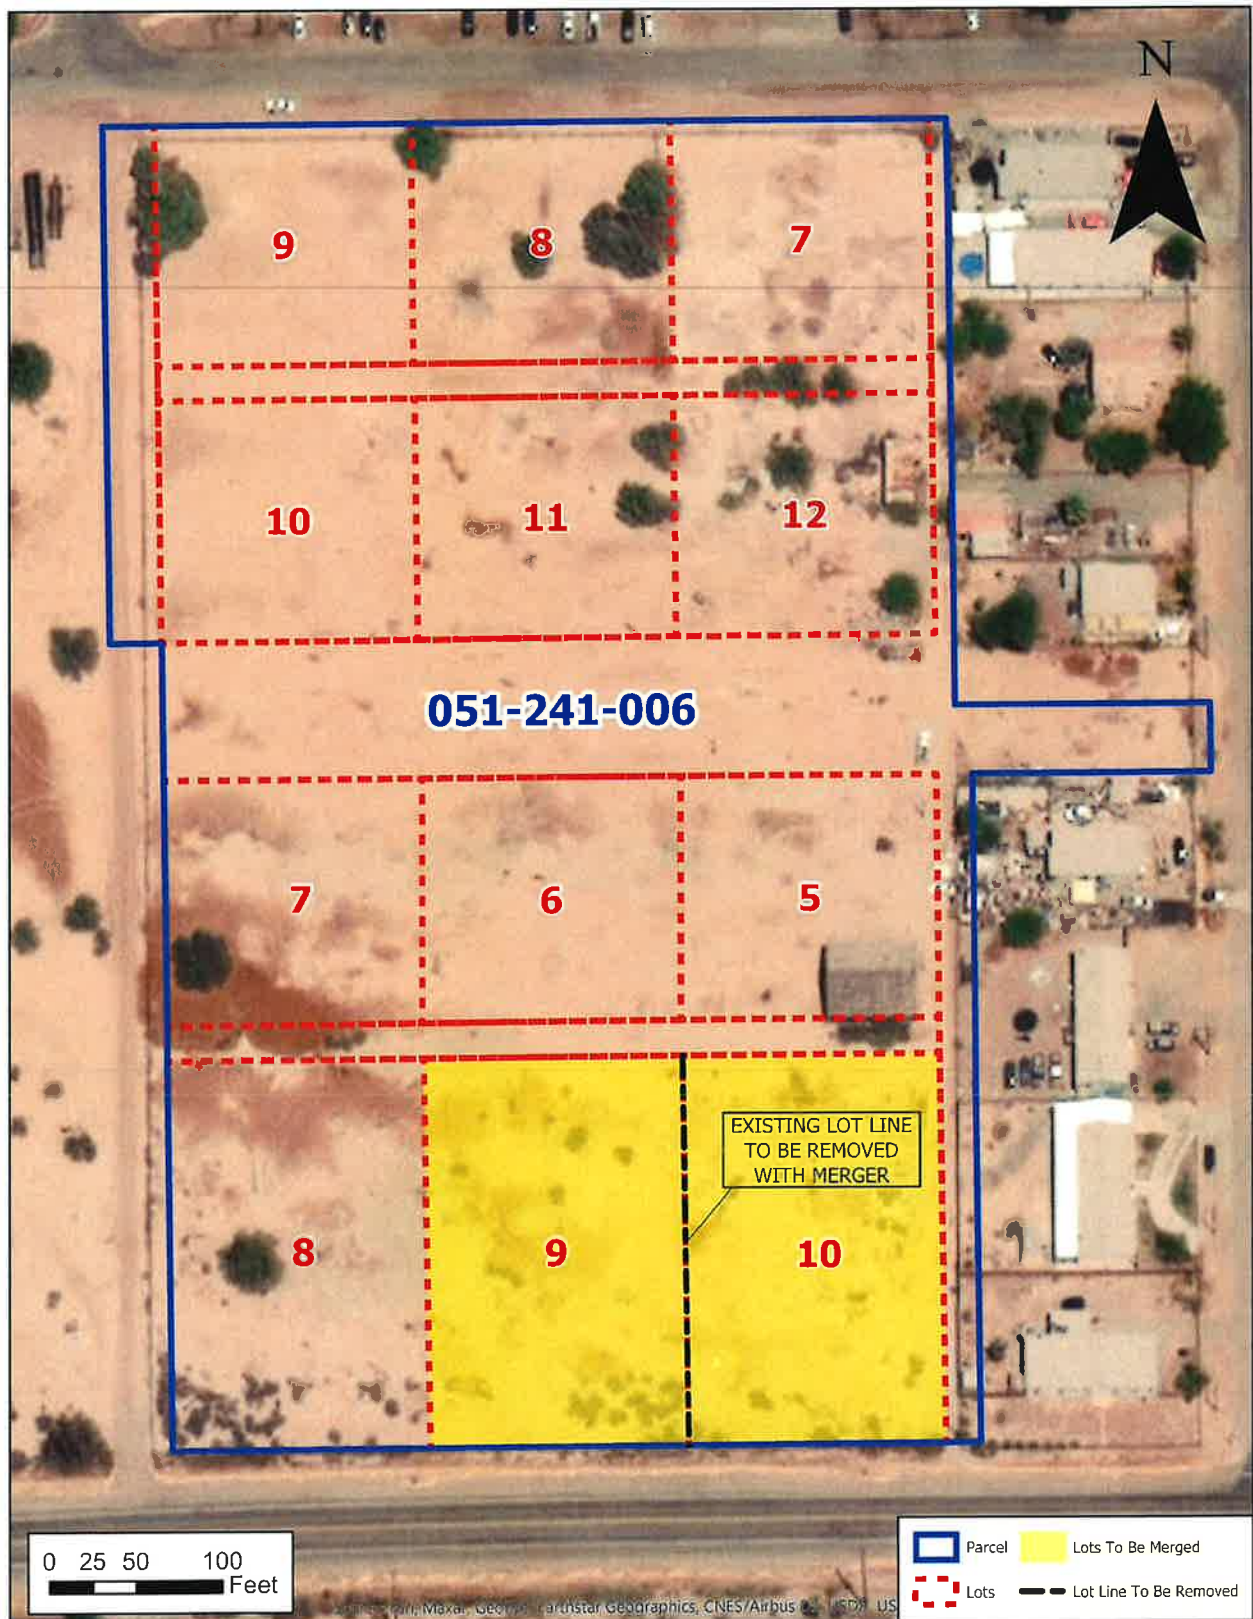 N
9
8
7
10
11
12
051-241-006
7
6
5
EXISTING LOT LINE
TO BE REMOVED
WITH MERGER
8
9
10
0 25 50 100
Feet
Parcel
Lots To Be Merged
Lots
Lot Line To Be Removed
Maxar, Earthstar Geographics, CNES/Airbus